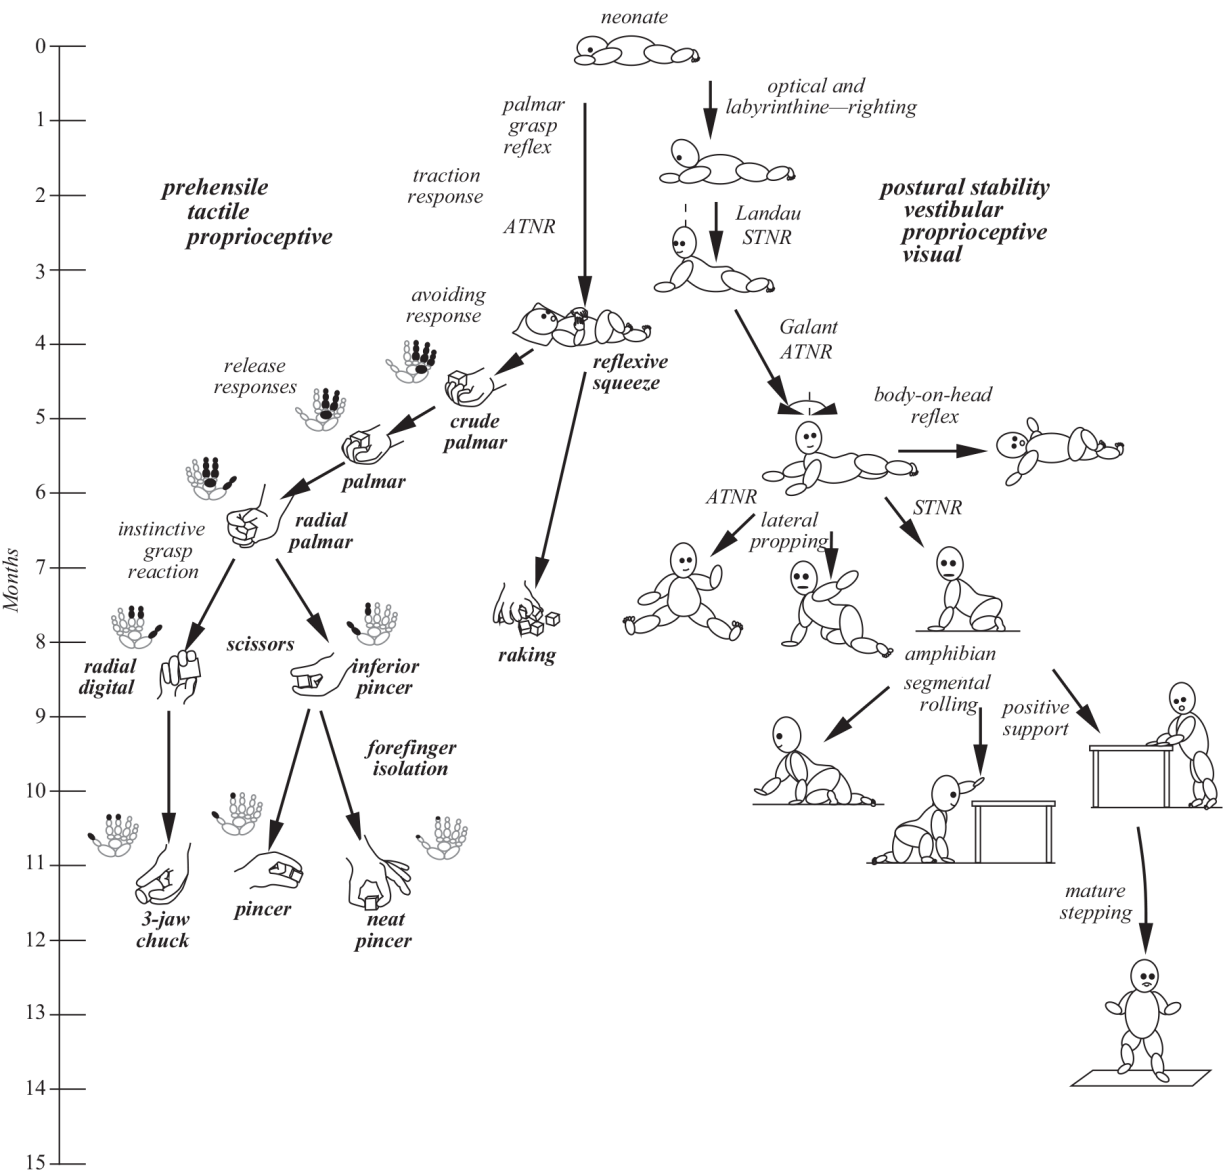 neonate
0
optical and
labyrinthine—righting
palmar
grasp
reflex
1
traction
response
prehensile
tactile
proprioceptive
postural stability
vestibular
proprioceptive
visual
2
ATNR
Landau
STNR
3
avoiding
response
Galant
ATNR
4
release
responses
reflexive
squeeze
body-on-head
reflex
5
crude
palmar
palmar
6
ATNR
STNR
lateral
propping
radial
palmar
instinctive
grasp
reaction
Months
7
8
scissors
raking
amphibian
radial
digital
inferior
pincer
segmental
rolling
positive
support
9
forefinger
isolation
10
11
mature
stepping
pincer
3-jaw
chuck
neat
pincer
12
13
14
15